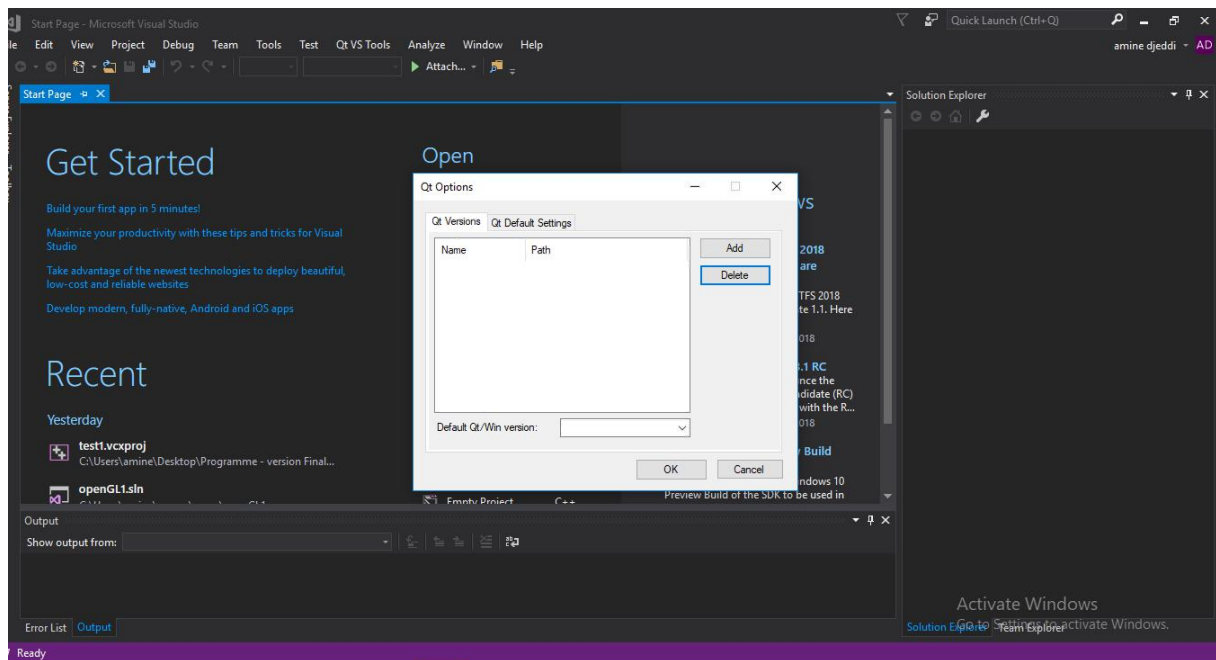 Start Page - Microsoft Visual Studio
Quick Launch (Ctrl+Q)
Edit View Project Debug Team Tools Test Qt VS Tools Analyze Window Help
amine djeddi AD
Attach...
Start Page
Solution Explorer
Get Started
Build your first app in 5 minutes!
Maximize your productivity with these tips and tricks for Visual
Studio
Take advantage of the newest technologies to deploy beautiful,
low-cost and reliable websites
Develop modern, fully-native, Android and iOS apps
Recent
Yesterday
test1.vcxproj
C:\Users\amine\Desktop\Programme - version Final...
openGL1.sln
Open
Qt Options
Qt Versions Qt Default Settings
Name Path
Add
Delete
Default Qt/Win version:
OK Cancel
Empty Project C++
VS
2018
are
TFS 2018
te 1.1. Here
018
.1 RC
nce the
didate (RC)
with the R...
018
Build
ndows 10
Preview Build of the SDK to be used in
Output
Show output from:
Error List Output
Activate Windows
Go to Settings to activate Windows.
Solution Explorer Team Explorer
Ready